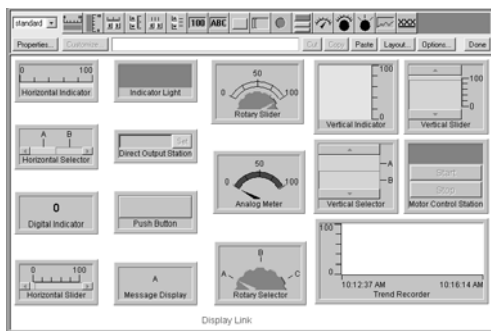 standard
100 ABC
Properties... Customize... Cut Copy Paste Layout... Options... Done
0 100
Horizontal Indicator
Indicator Light
0 50 100
Rotary Slider
100 0
Vertical Indicator
100 0
Vertical Slider
A B
Horizontal Selector
Set
Direct Output Station
0 50 100
Analog Meter
A
B
Vertical Selector
Start
Stop
Motor Control Station
0
Digital Indicator
Push Button
A B C
Rotary Selector
100
0
10:12:37 AM 10:16:14 AM
Trend Recorder
0 100
Horizontal Slider
A
Message Display
Display Link